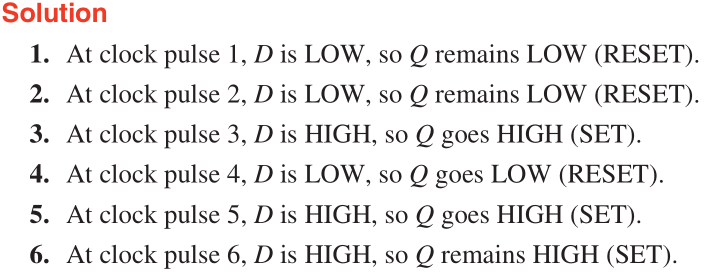 Solution
1. At clock pulse 1, D is LOW, so Q remains LOW (RESET).
2. At clock pulse 2, D is LOW, so Q remains LOW (RESET).
3. At clock pulse 3, D is HIGH, so Q goes HIGH (SET).
4. At clock pulse 4, D is LOW, so Q goes LOW (RESET).
5. At clock pulse 5, D is HIGH, so Q goes HIGH (SET).
6. At clock pulse 6, D is HIGH, so Q remains HIGH (SET).